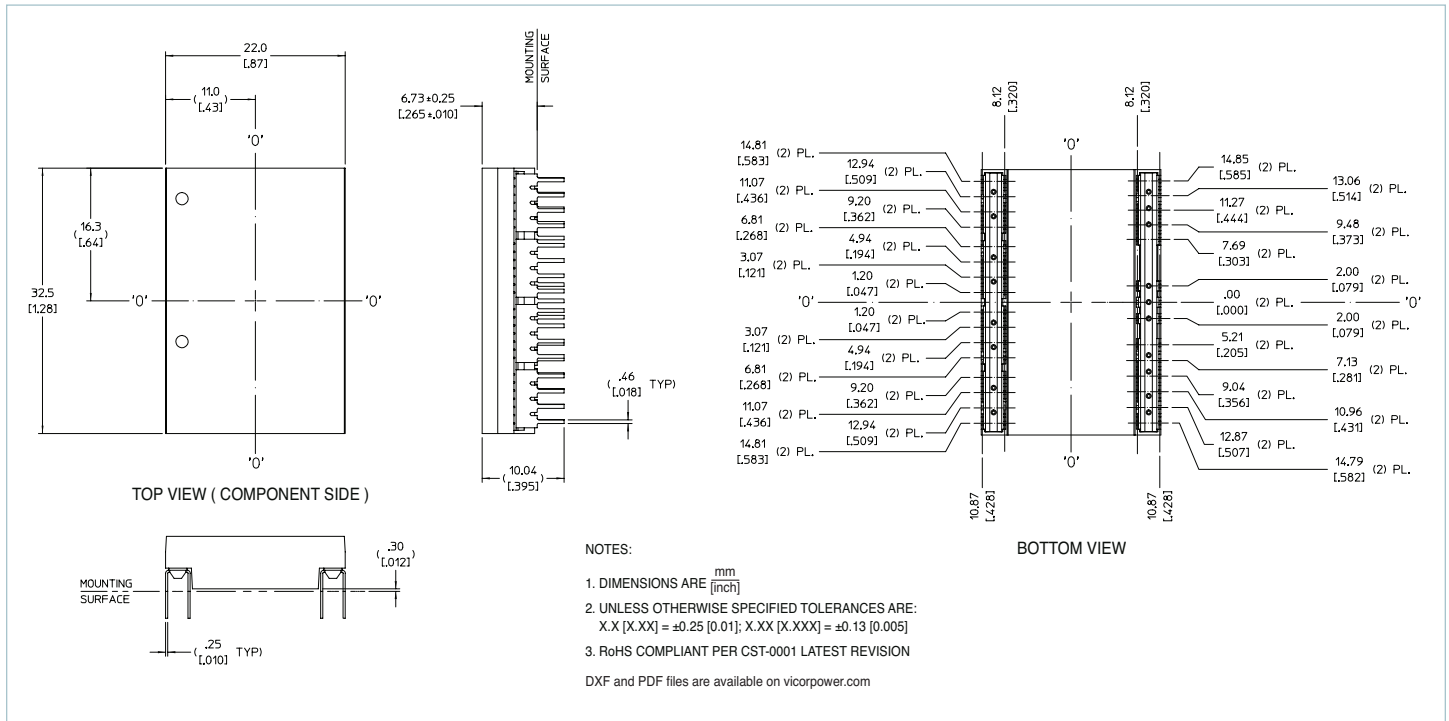 22.0
[.87]
( 11.0 )
[.43]
'0'
( 16.3 )
[.64]
32.5
[1.28]
'0'
'0'
'0'
TOP VIEW ( COMPONENT SIDE )
MOUNTING
SURFACE
6.73±0.25
[.265±.010]
( .46 TYP)
[.018]
( 10.04 )
[.395]
MOUNTING
SURFACE
( .30 )
[.012]
( .25 TYP)
[.010]
8.12
[.320]
8.12
[.320]
'0'
14.81
[.583] (2) PL.
12.94
[.509] (2) PL.
11.07
[.436] (2) PL.
9.20
[.362] (2) PL.
6.81
[.268] (2) PL.
4.94
[.194] (2) PL.
3.07
[.121] (2) PL.
1.20
[.047] (2) PL.
'0'
1.20
[.047] (2) PL.
3.07
[.121] (2) PL.
4.94
[.194] (2) PL.
6.81
[.268] (2) PL.
9.20
[.362] (2) PL.
11.07
[.436] (2) PL.
12.94
[.509] (2) PL.
14.81
[.583] (2) PL.
14.85
[.585] (2) PL.
13.06
[.514] (2) PL.
11.27
[.444] (2) PL.
9.48
[.373] (2) PL.
7.69
[.303] (2) PL.
2.00
[.079] (2) PL.
.00
[.000] (2) PL.
'0'
2.00
[.079] (2) PL.
5.21
[.205] (2) PL.
7.13
[.281] (2) PL.
9.04
[.356] (2) PL.
10.96
[.431] (2) PL.
12.87
[.507] (2) PL.
14.79
[.582] (2) PL.
'0'
10.87
[.428]
10.87
[.428]
BOTTOM VIEW
NOTES:
1. DIMENSIONS ARE mm
[inch]
2. UNLESS OTHERWISE SPECIFIED TOLERANCES ARE:
X.X [X.XX] = ±0.25 [0.01]; X.XX [X.XXX] = ±0.13 [0.005]
3. RoHS COMPLIANT PER CST-0001 LATEST REVISION
DXF and PDF files are available on vicorpower.com